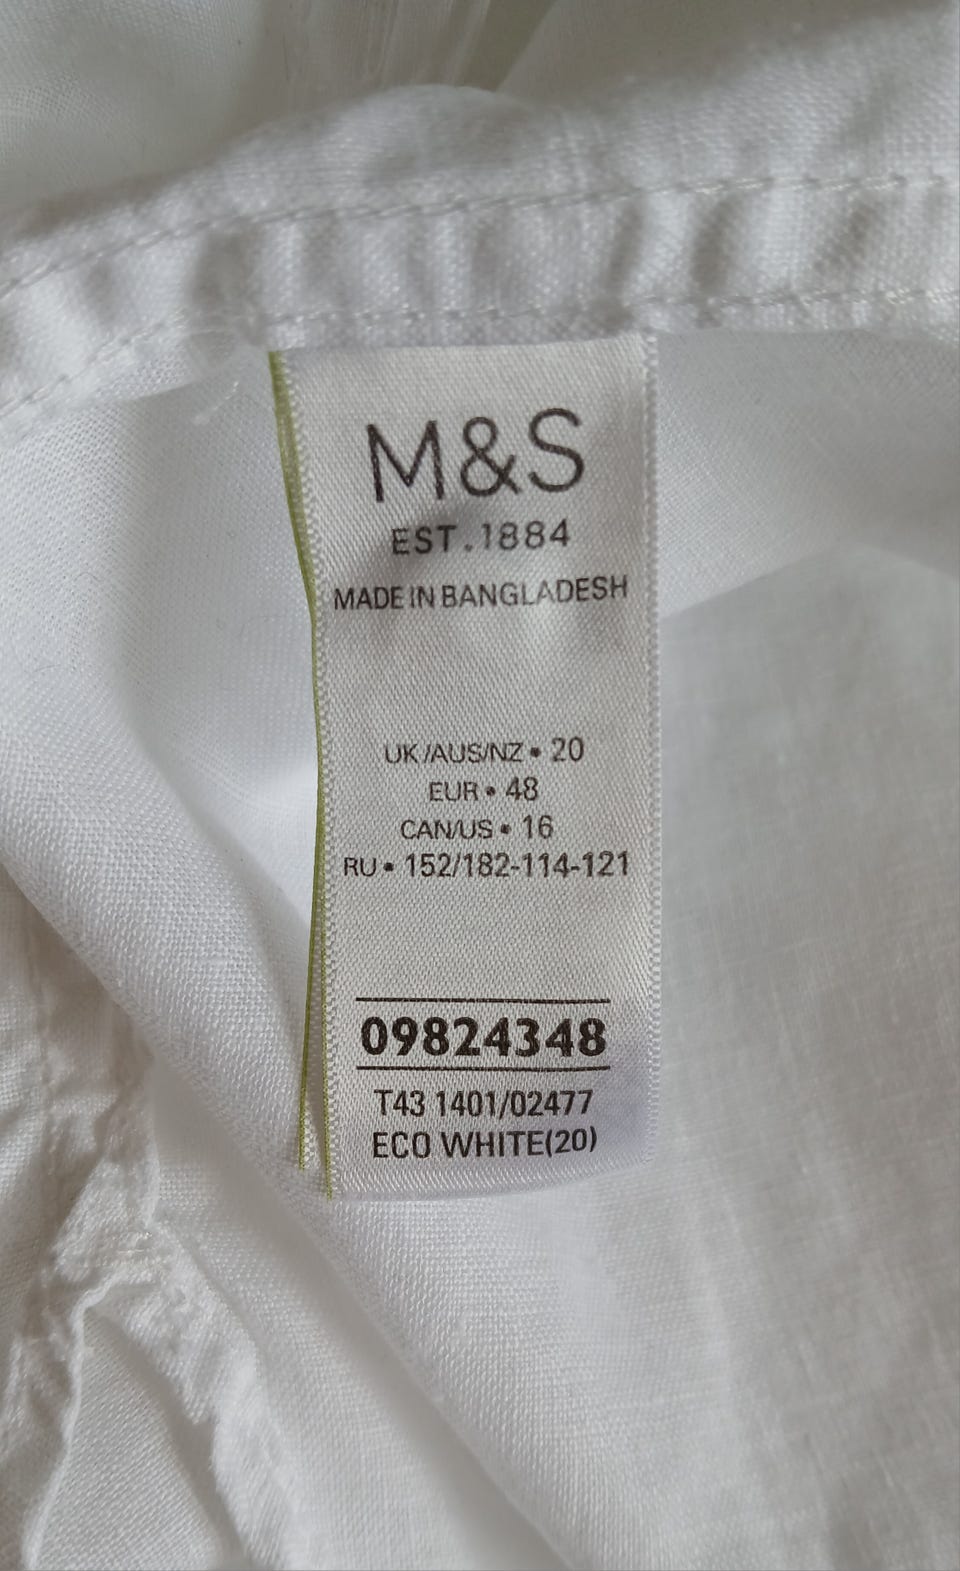 M&S
EST.1884
MADE IN BANGLADESH
UK/AUS/NZ • 20
EUR • 48
CAN/US • 16
RU • 152/182-114-121
09824348
T43 1401/02477
ECO WHITE(20)